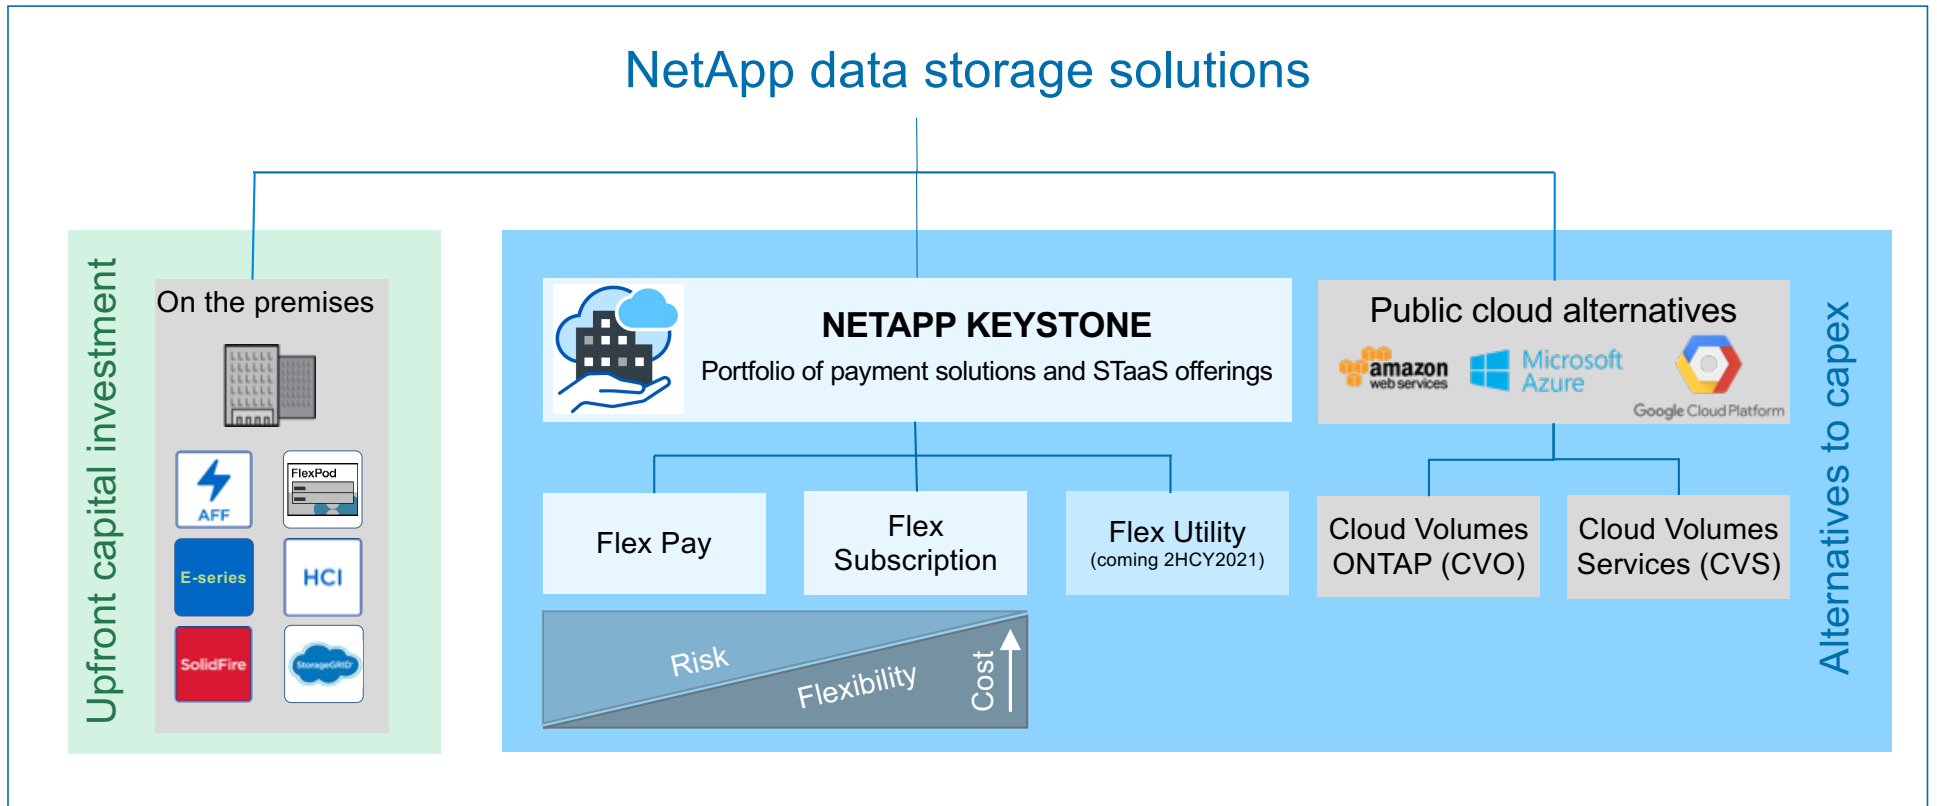 NetApp data storage solutions
Upfront capital investment
On the premises
AFF
FlexPod
E-series
HCI
SolidFire
StorageGRID
NETAPP KEYSTONE
Portfolio of payment solutions and STaaS offerings
Flex Pay
Flex
Subscription
Flex Utility
(coming 2HCY2021)
Risk
Flexibility
Cost
Public cloud alternatives
amazon
web services
Microsoft
Azure
Google Cloud Platform
Cloud Volumes
ONTAP (CVO)
Cloud Volumes
Services (CVS)
Alternatives to capex